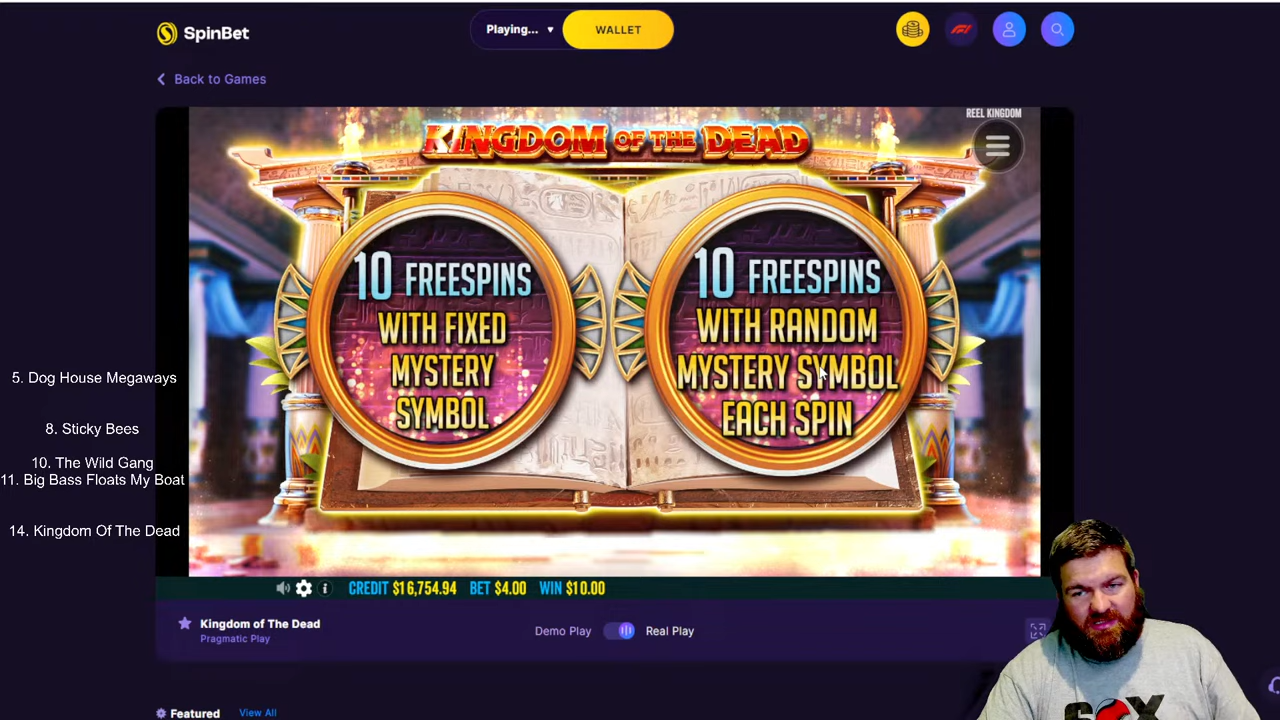 SpinBet
Playing... ▼
WALLET
Back to Games
REEL KINGDOM
KINGDOM OF THE DEAD
10 FREESPINS
WITH FIXED
MYSTERY
SYMBOL
10 FREESPINS
WITH RANDOM
MYSTERY SYMBOL
EACH SPIN
5. Dog House Megaways
8. Sticky Bees
10. The Wild Gang
11. Big Bass Floats My Boat
14. Kingdom Of The Dead
CREDIT $16,754.94 BET $4.00 WIN $10.00
Kingdom of The Dead
Pragmatic Play
Demo Play
Real Play
Featured
View All